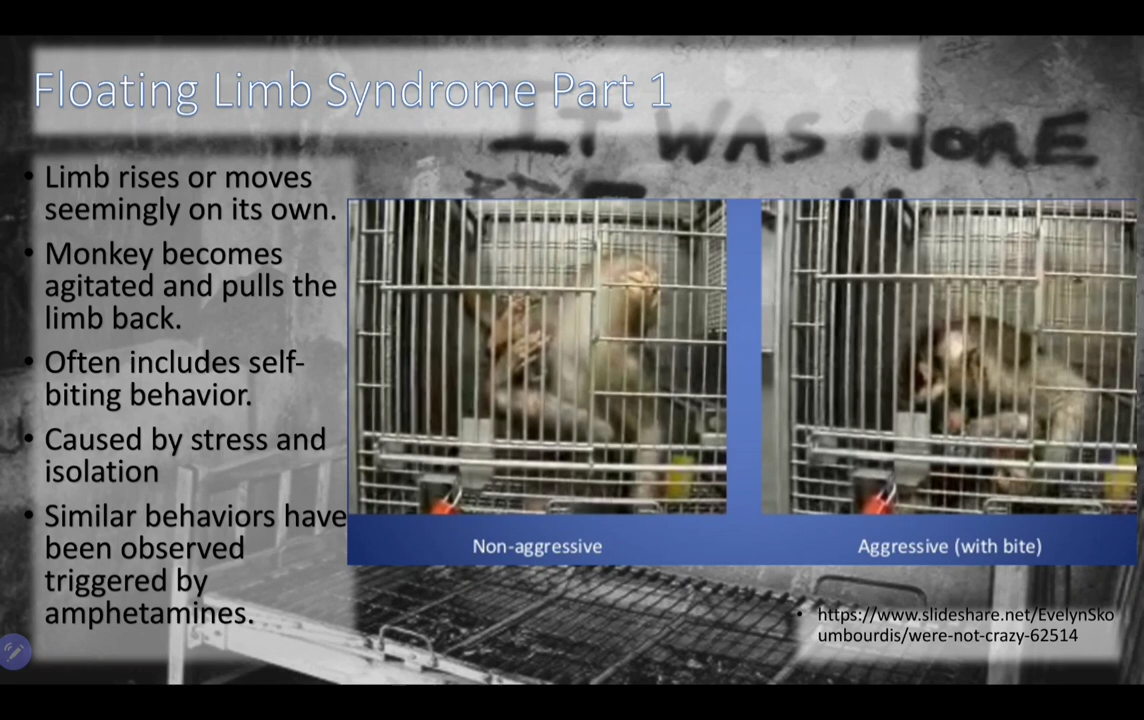 Floating Limb Syndrome Part 1
IT WAS MORE
• Limb rises or moves
seemingly on its own.
• Monkey becomes
agitated and pulls the
limb back.
• Often includes self-
biting behavior.
• Caused by stress and
isolation
• Similar behaviors have
been observed
triggered by
amphetamines.
Non-aggressive
Aggressive (with bite)
• https://www.slideshare.net/EvelynSko
umbourdis/were-not-crazy-62514